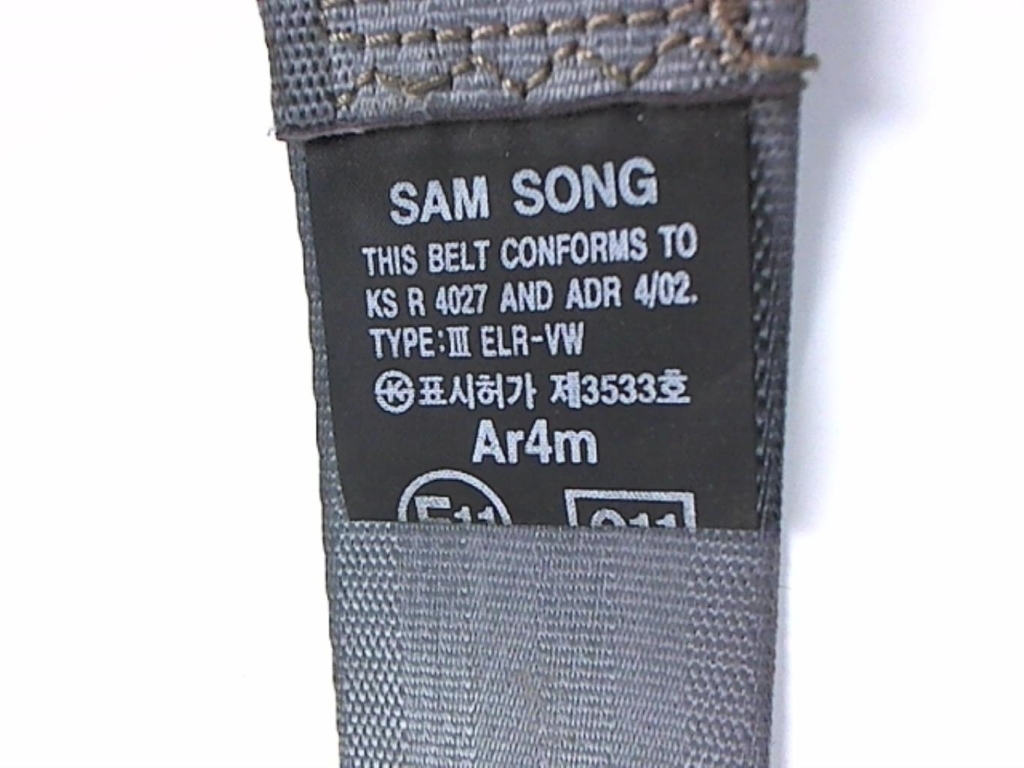 SAM SONG
THIS BELT CONFORMS TO
KS R 4027 AND ADR 4/02.
TYPE:Ⅲ ELR-VW
㉿표시허가 제3533호
Ar4m
E11